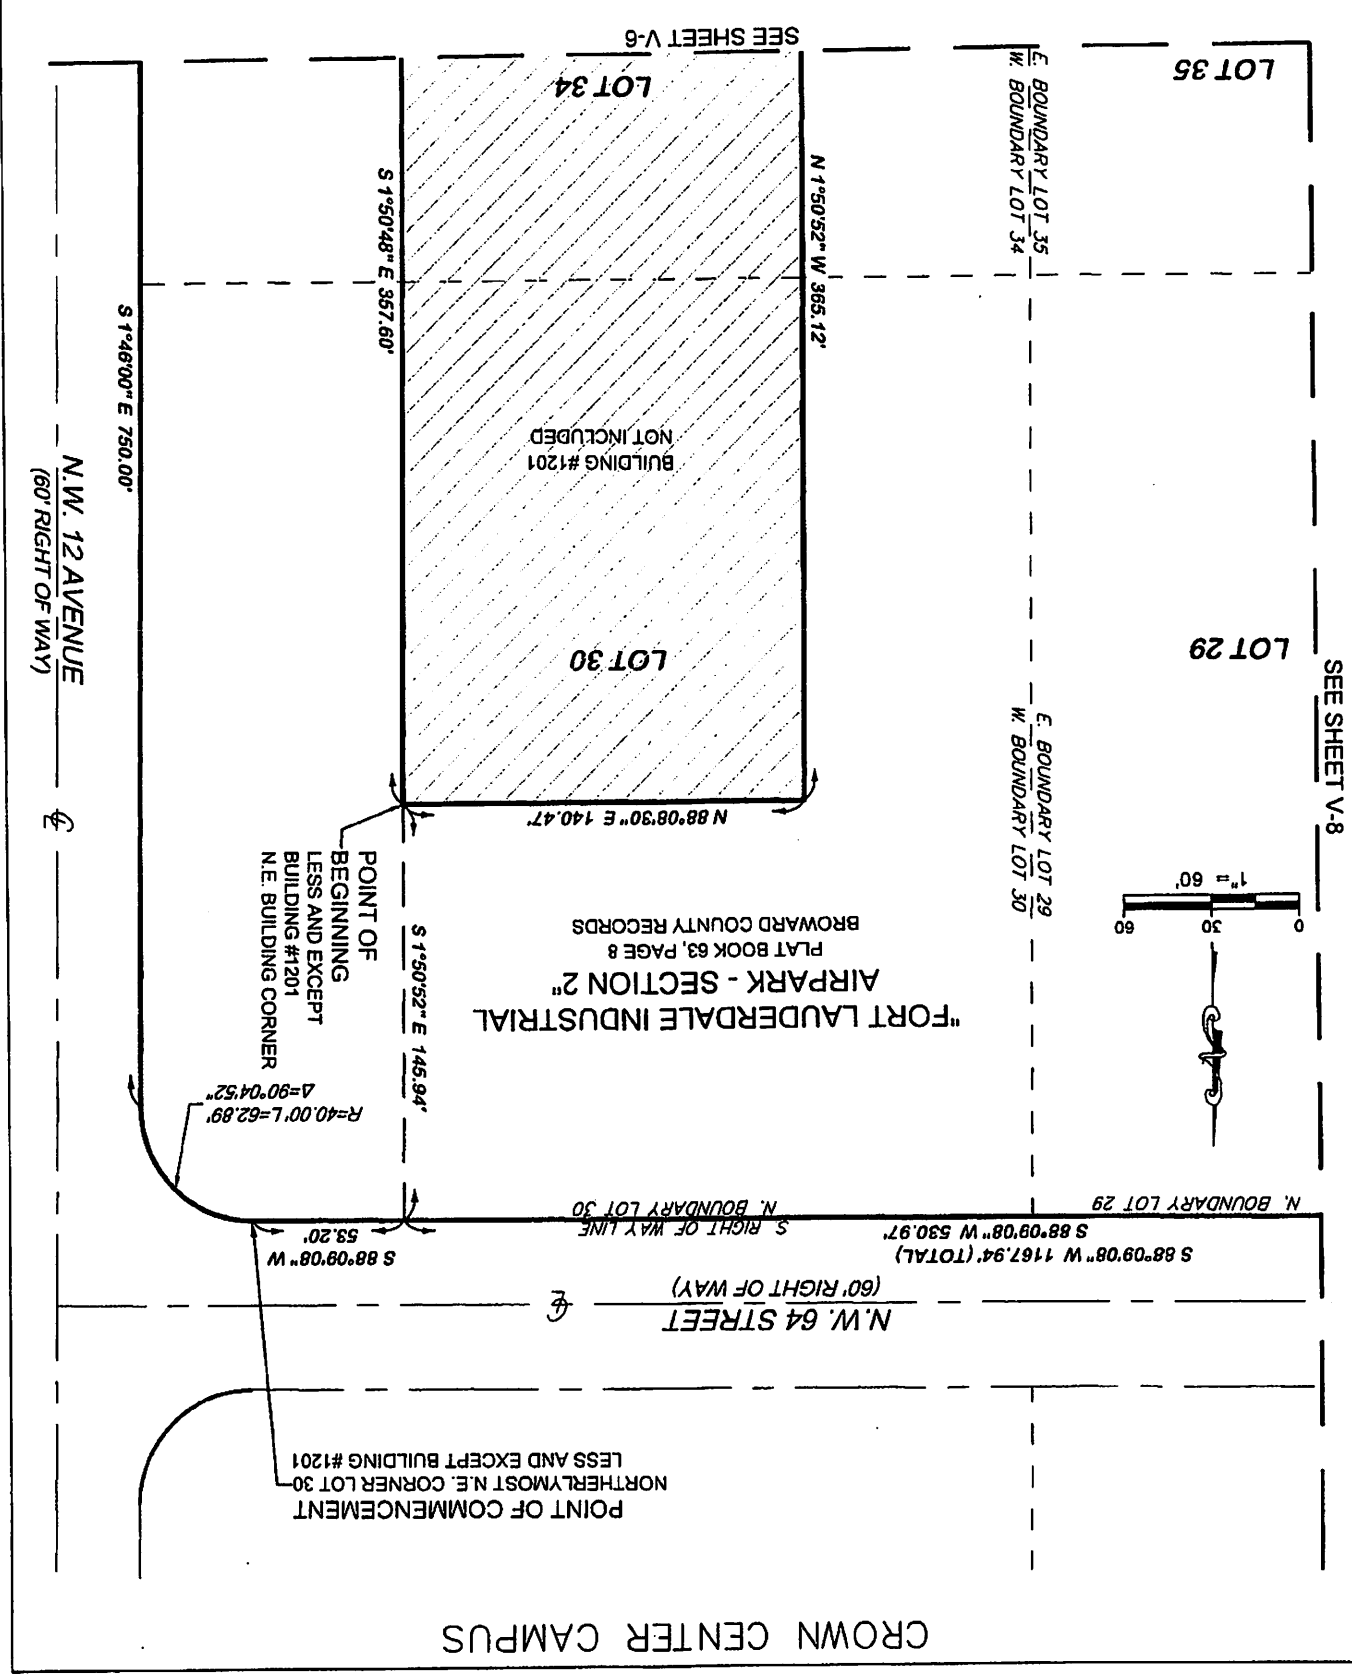 CROWN CENTER CAMPUS
POINT OF COMMENCEMENT
NORTHERLYMOST N.E. CORNER LOT 30
LESS AND EXCEPT BUILDING #1201
N.W. 64 STREET
(60' RIGHT OF WAY)
S 88°09'08" W 1167.94' (TOTAL)
S 88°09'08" W 530.97'
S 88°09'08" W
53.20'
S. RIGHT OF WAY LINE
N. BOUNDARY LOT 30
N. BOUNDARY LOT 29
R=40.00' L=62.89'
Δ=90°04'52"
S 1°50'52" E 145.94'
"FORT LAUDERDALE INDUSTRIAL
AIRPARK - SECTION 2"
PLAT BOOK 63, PAGE 8
BROWARD COUNTY RECORDS
0 30 60
1" = 60'
POINT OF
BEGINNING
LESS AND EXCEPT
BUILDING #1201
N.E. BUILDING CORNER
E. BOUNDARY LOT 29
W. BOUNDARY LOT 30
N 88°08'30" E 140.47'
SEE SHEET V-8
LOT 29
LOT 30
N.W. 12 AVENUE
(60' RIGHT OF WAY)
BUILDING #1201
NOT INCLUDED
S 1°46'00" E 750.00'
S 1°50'48" E 357.60'
N 1°50'52" W 365.12'
E. BOUNDARY LOT 35
W. BOUNDARY LOT 34
LOT 35
LOT 34
SEE SHEET V-6